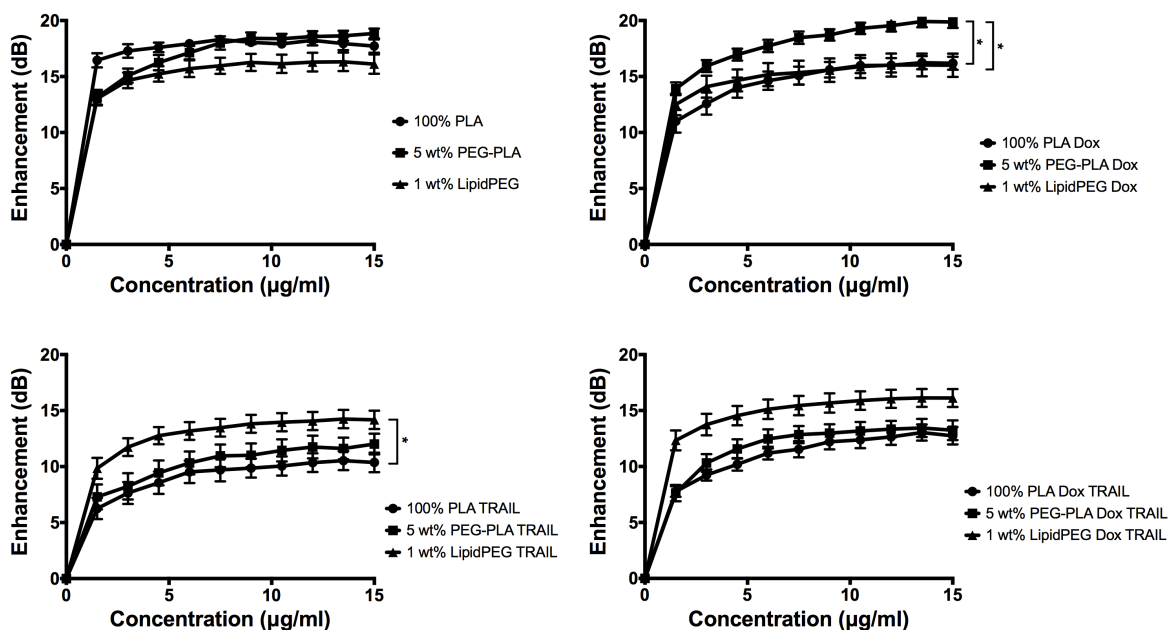 20
15
10
5
0
Enhancement (dB)
0
5
10
15
Concentration (µg/ml)
100% PLA
5 wt% PEG-PLA
1 wt% LipidPEG
20
15
10
5
0
Enhancement (dB)
0
5
10
15
Concentration (µg/ml)
100% PLA Dox
5 wt% PEG-PLA Dox
1 wt% LipidPEG Dox
*
*
20
15
10
5
0
Enhancement (dB)
0
5
10
15
Concentration (µg/ml)
100% PLA TRAIL
5 wt% PEG-PLA TRAIL
1 wt% LipidPEG TRAIL
*
20
15
10
5
0
Enhancement (dB)
0
5
10
15
Concentration (µg/ml)
100% PLA Dox TRAIL
5 wt% PEG-PLA Dox TRAIL
1 wt% LipidPEG Dox TRAIL